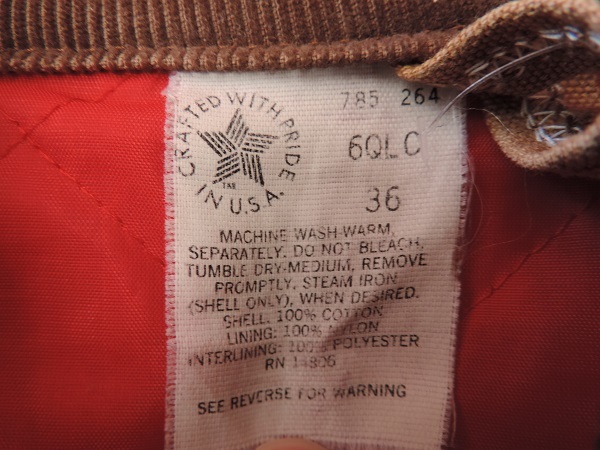 CRAFTED WITH PRIDE
IN U.S.A.
785 264
6QLC
36
MACHINE WASH-WARM,
SEPARATELY. DO NOT BLEACH,
TUMBLE DRY-MEDIUM, REMOVE
PROMPTLY, STEAM IRON
(SHELL ONLY), WHEN DESIRED.
SHELL: 100% COTTON
LINING: 100% NYLON
INTERLINING: 100% POLYESTER
RN 14806
SEE REVERSE FOR WARNING